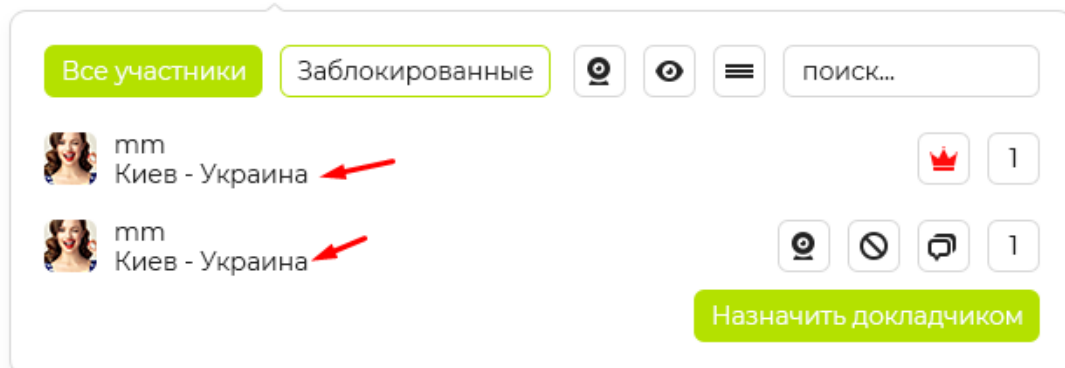 Все участники Заблокированные поиск...
mm
Киев - Украина 1
mm
Киев - Украина 1
Назначить докладчиком